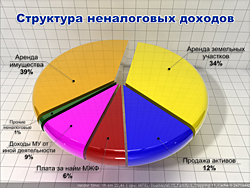 Структура неналоговых доходов
Аренда
имущества
39%
Аренда земельных
участков
34%
Прочие
неналоговые
1%
Доходы МУ от
иной деятельности
9%
Плата за найм МЖФ
6%
Продажа активов
12%